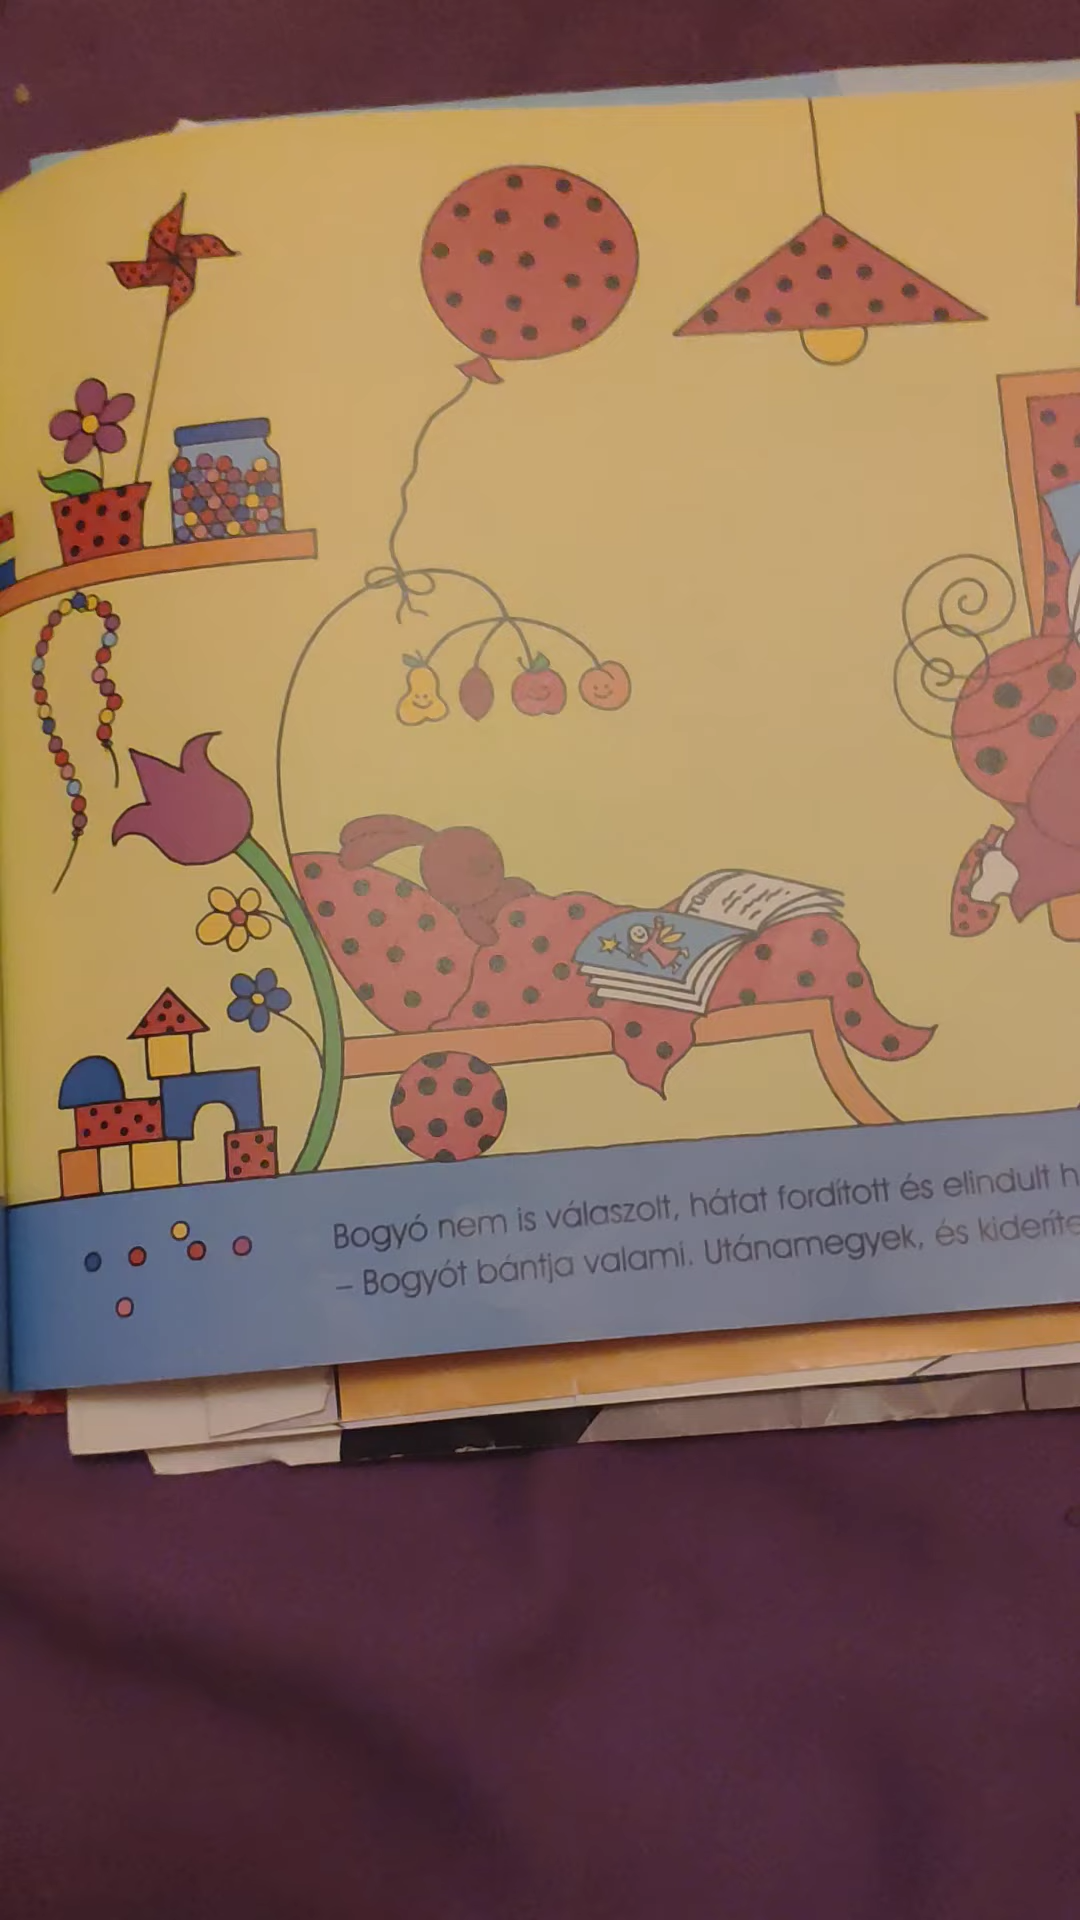 Bogyó nem is válaszolt, hátat fordított és elindult
– Bogyót bántja valami. Utánamegyek, és